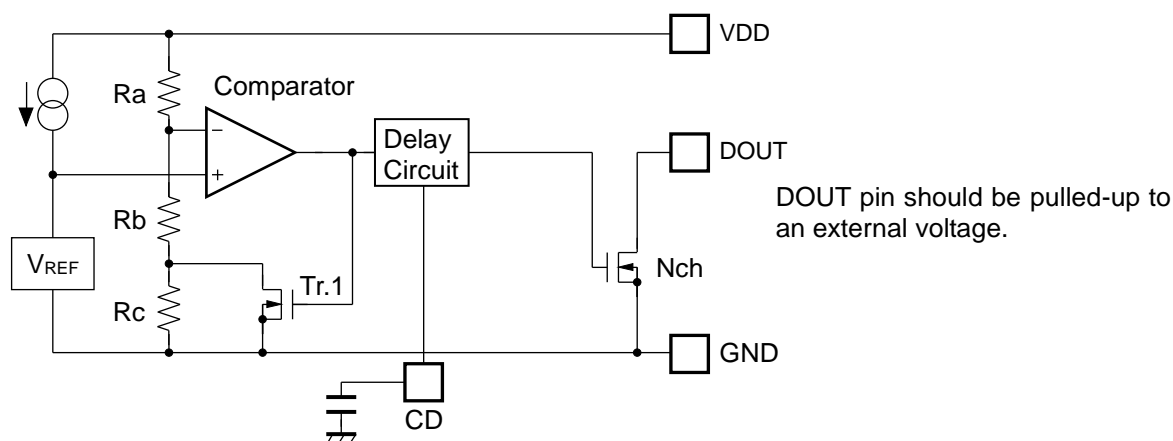 VDD
Ra
Comparator
−
+
Delay
Circuit
DOUT
DOUT pin should be pulled-up to
an external voltage.
Rb
VREF
Tr.1
Nch
Rc
GND
CD